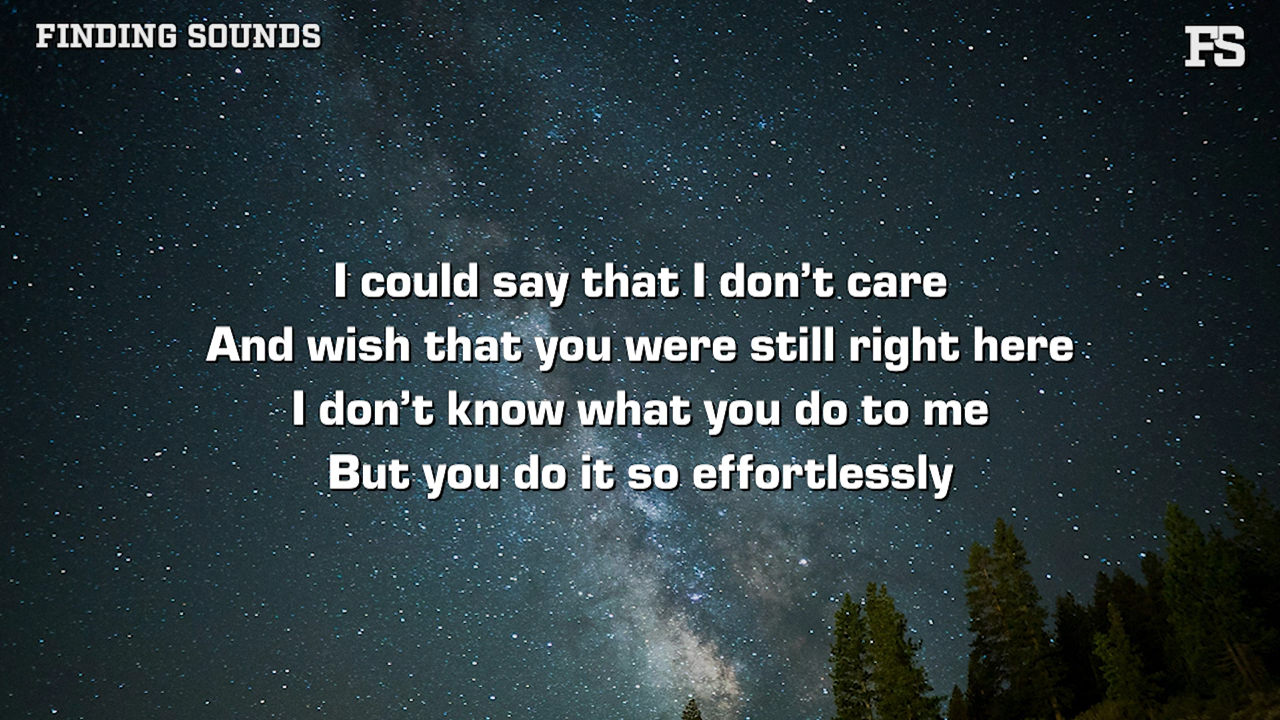 FINDING SOUNDS
FS
I could say that I don’t care
And wish that you were still right here
I don’t know what you do to me
But you do it so effortlessly